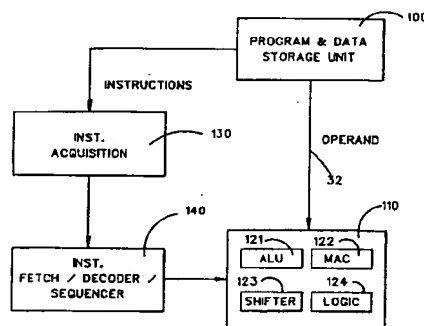 100
PROGRAM & DATA
STORAGE UNIT
INSTRUCTIONS
130
INST.
ACQUISITION
OPERAND
32
140
110
INST.
FETCH / DECODER /
SEQUENCER
121
122
ALU
MAC
123
124
SHIFTER
LOGIC